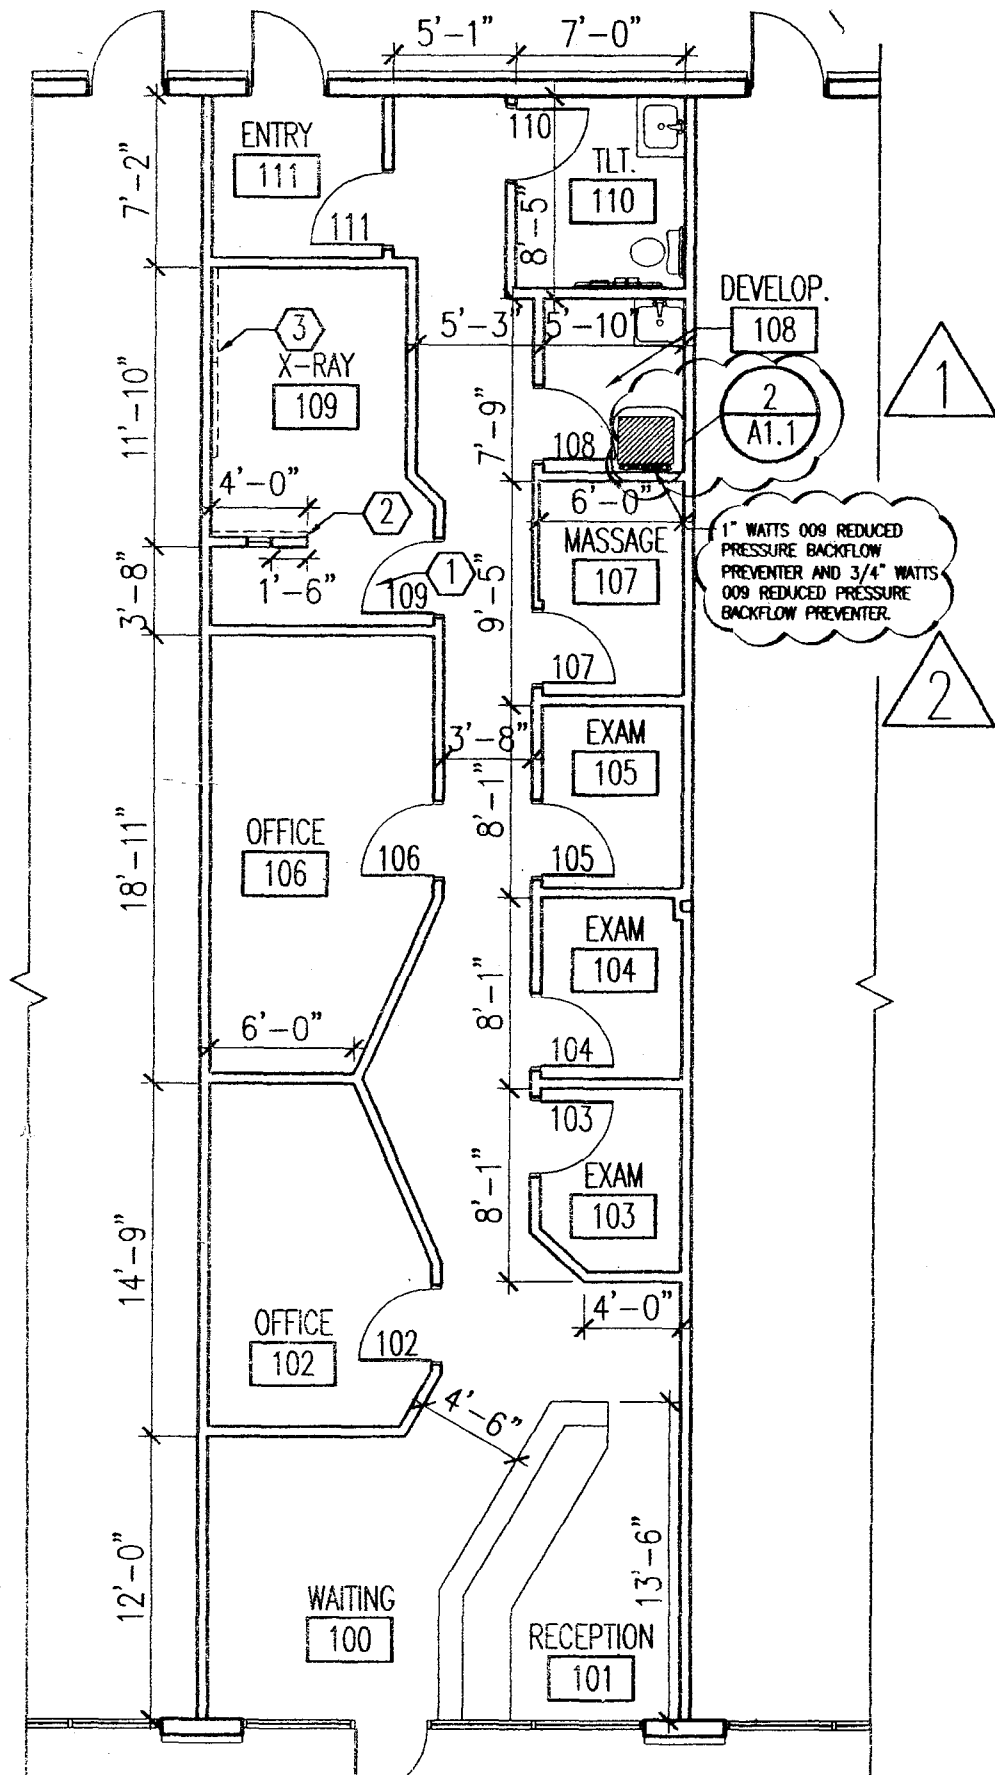 5'-1" 7'-0"
ENTRY
111
110
TLT.
110
7'-2"
8'-5"
111
DEVELOP.
108
5'-3" 5'-10"
3
X-RAY
109
1
2
A1.1
11'-10"
7'-9"
108
4'-0"
2
6'-0"
MASSAGE
107
1" WATTS 009 REDUCED
PRESSURE BACKFLOW
PREVENTER AND 3/4" WATTS
009 REDUCED PRESSURE
BACKFLOW PREVENTER.
3'-8"
1'-6"
109
1
9'-5"
107
2
3'-8"
EXAM
105
8'-1"
OFFICE
106
106
105
18'-11"
EXAM
104
8'-1"
6'-0"
104
103
EXAM
103
8'-1"
14'-9"
4'-0"
OFFICE
102
102
4'-6"
13'-6"
12'-0"
WAITING
100
RECEPTION
101